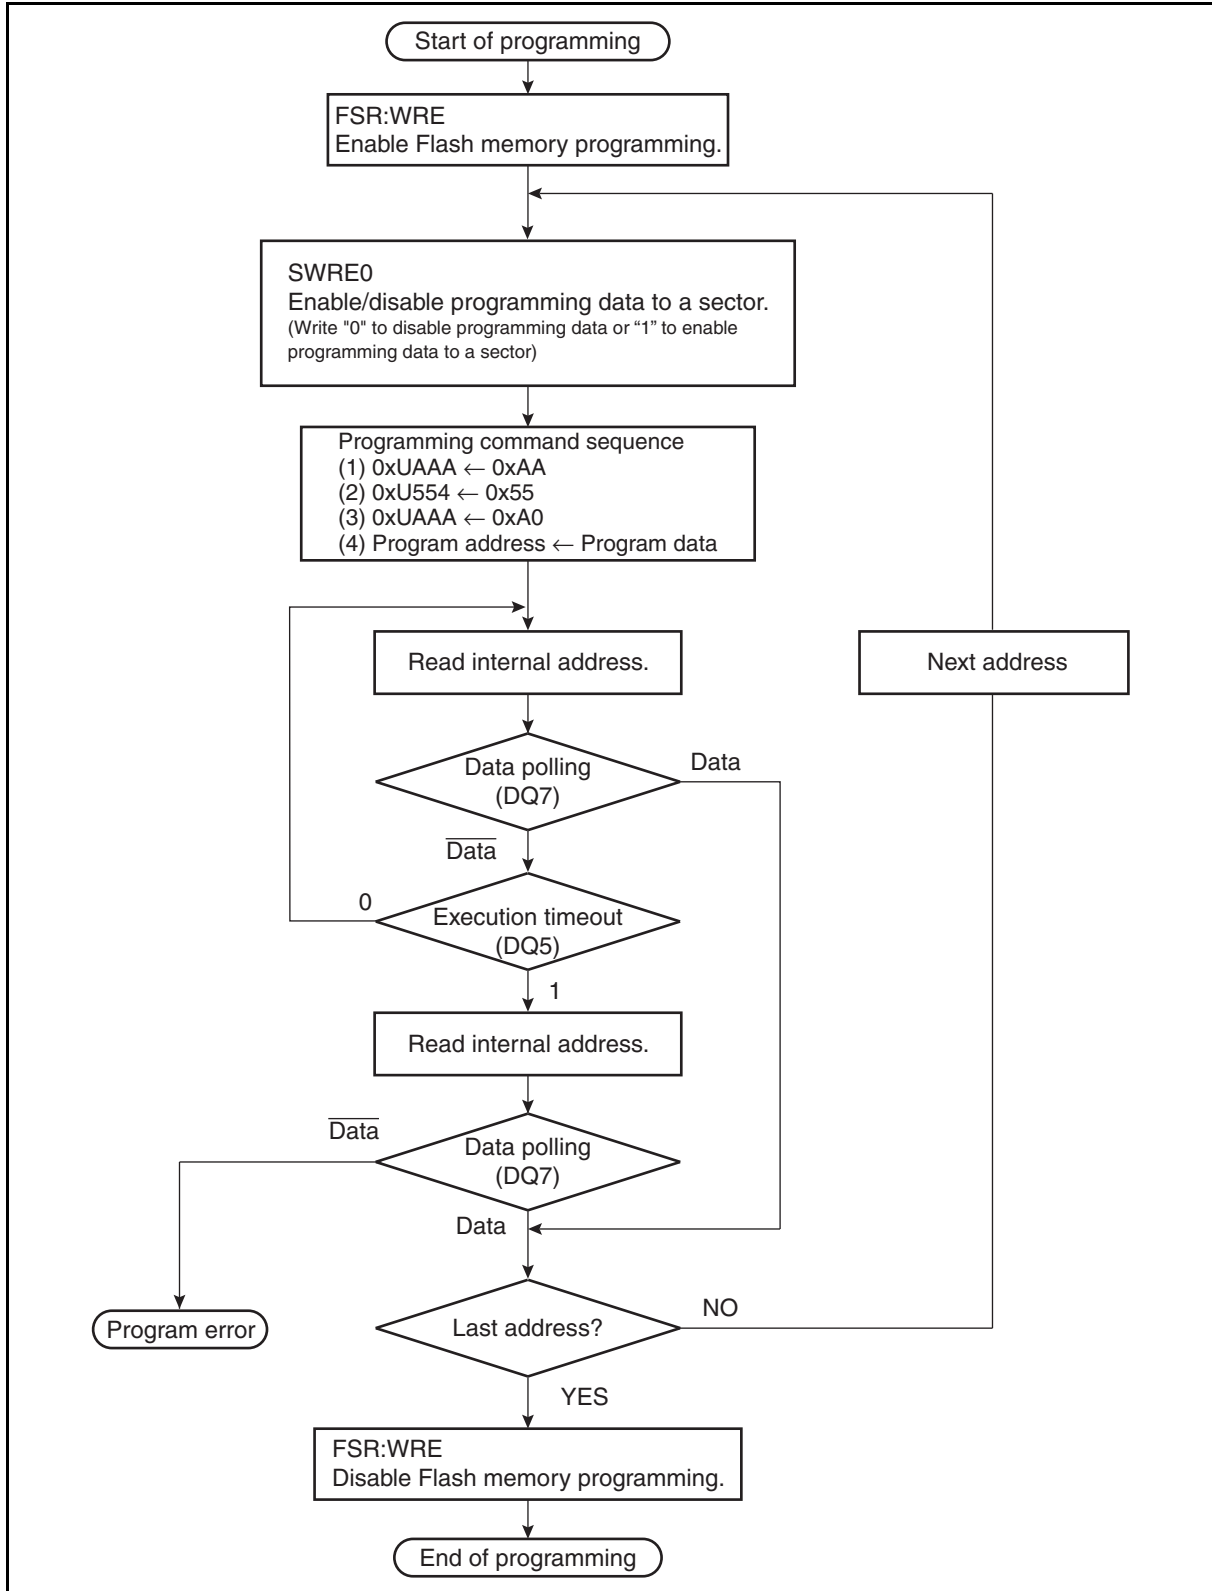 Start of programming
FSR:WRE
Enable Flash memory programming.
SWRE0
Enable/disable programming data to a sector.
(Write "0" to disable programming data or “1” to enable
programming data to a sector)
Programming command sequence
(1) 0xUAAA ← 0xAA
(2) 0xU554 ← 0x55
(3) 0xUAAA ← 0xA0
(4) Program address ← Program data
Read internal address.
Next address
Data polling
(DQ7)
Data
D̅a̅t̅a̅
Execution timeout
(DQ5)
0
1
Read internal address.
D̅a̅t̅a̅
Data polling
(DQ7)
Data
Program error
Last address?
NO
YES
FSR:WRE
Disable Flash memory programming.
End of programming